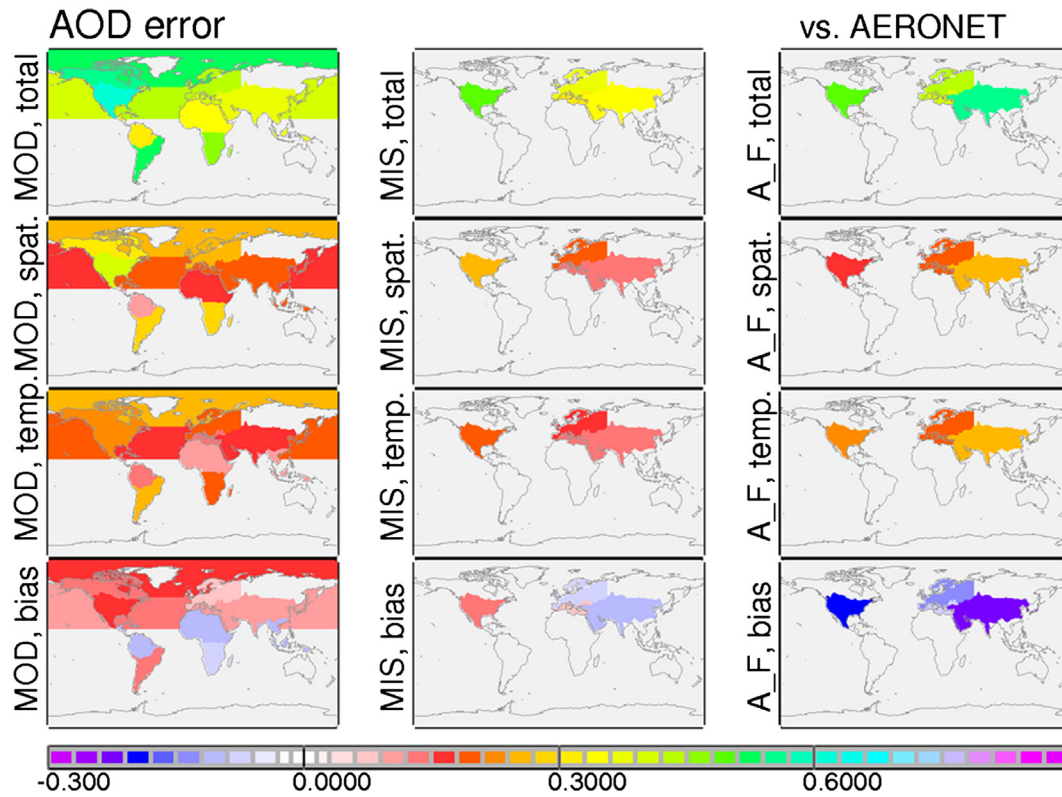 AOD error
vs. AERONET
MOD, total
MIS, total
A_F, total
MOD, spat.
MIS, spat.
A_F, spat.
MOD, temp.
MIS, temp.
A_F, temp.
MOD, bias
MIS, bias
A_F, bias
-0.300 0.0000 0.3000 0.6000